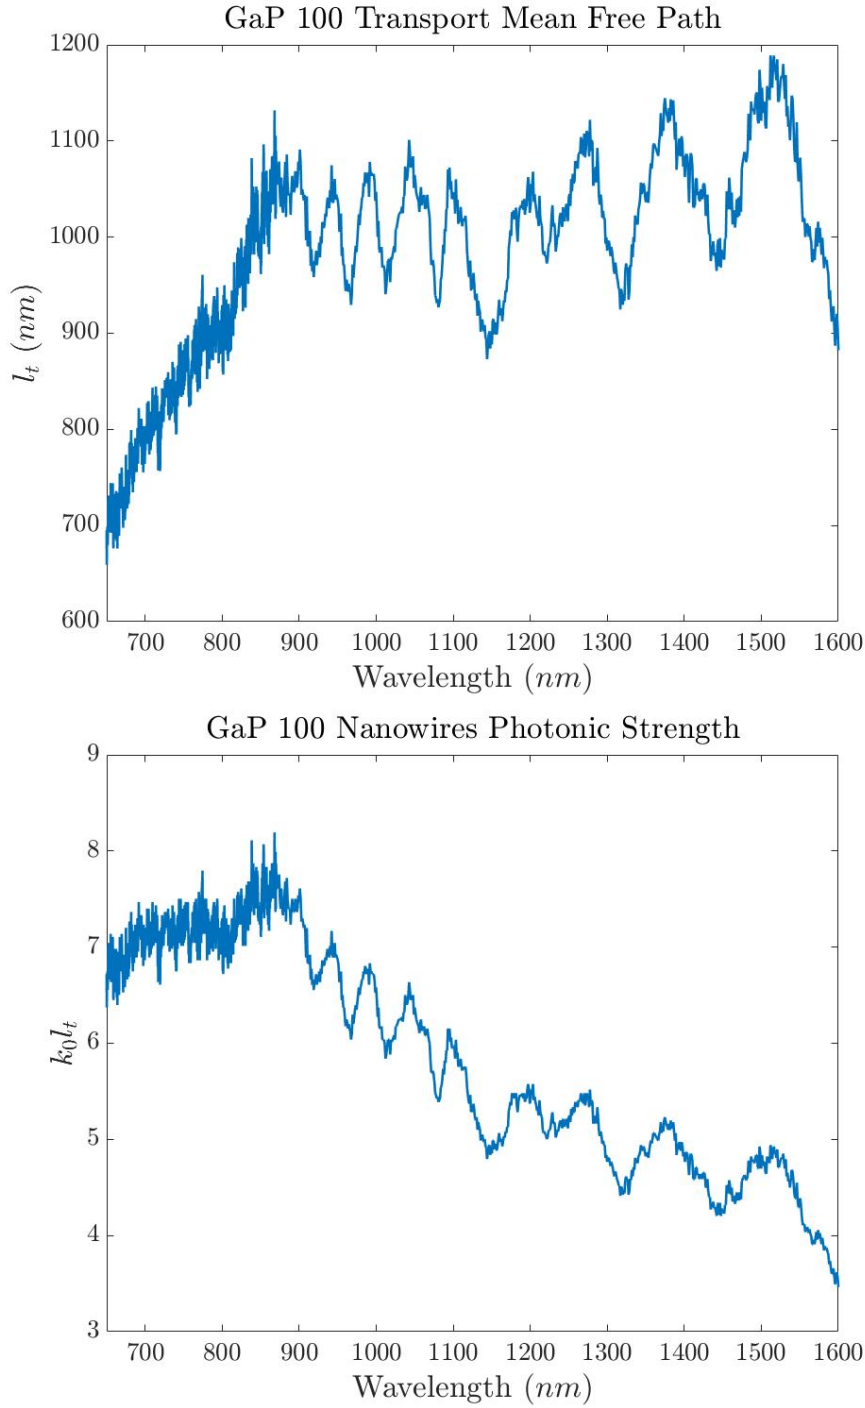 GaP 100 Transport Mean Free Path
1200
1100
1000
900
800
700
600
l_t (nm)
700 800 900 1000 1100 1200 1300 1400 1500 1600
Wavelength (nm)
GaP 100 Nanowires Photonic Strength
9
8
7
6
5
4
3
k_0 l_t
700 800 900 1000 1100 1200 1300 1400 1500 1600
Wavelength (nm)